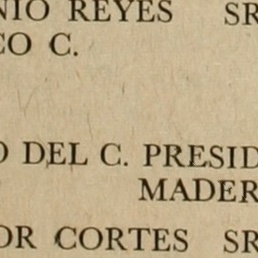 NIO REYES SR
CO C.
O DEL C. PRESID
MADER
OR CORTES SR